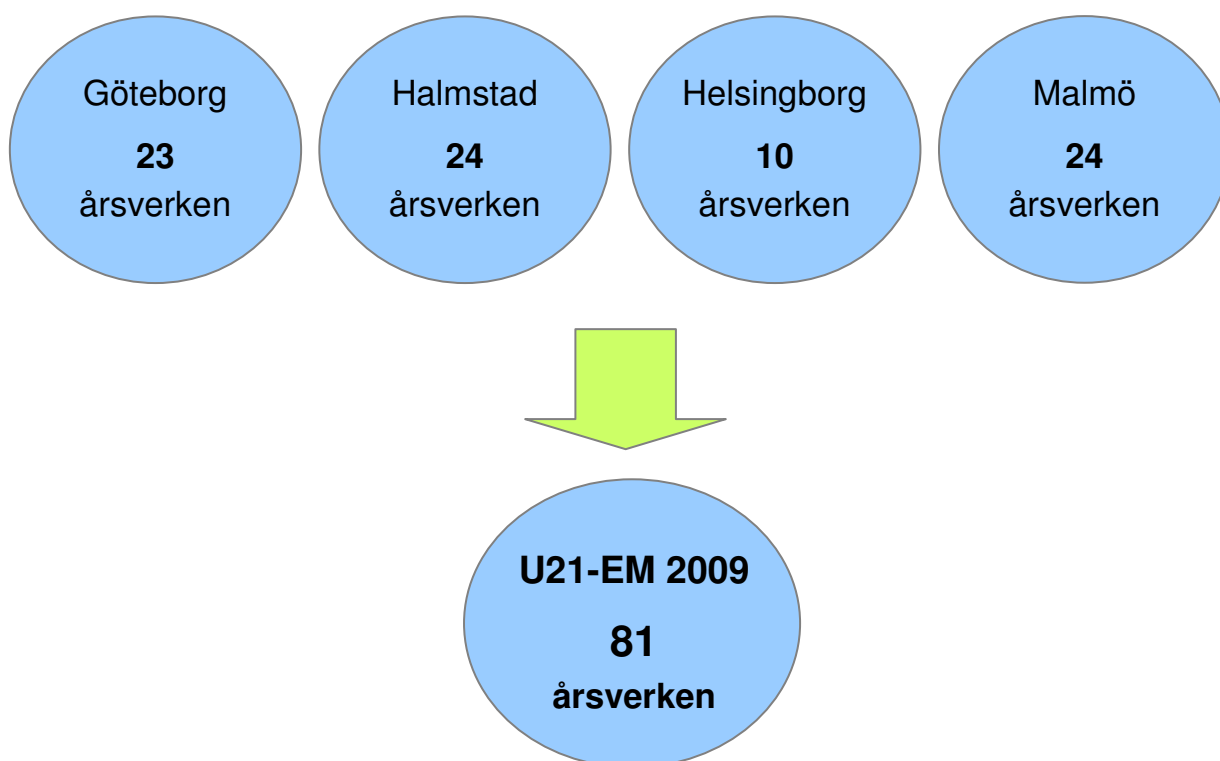 Göteborg
23
årsverken
Halmstad
24
årsverken
Helsingborg
10
årsverken
Malmö
24
årsverken
U21-EM 2009
81
årsverken